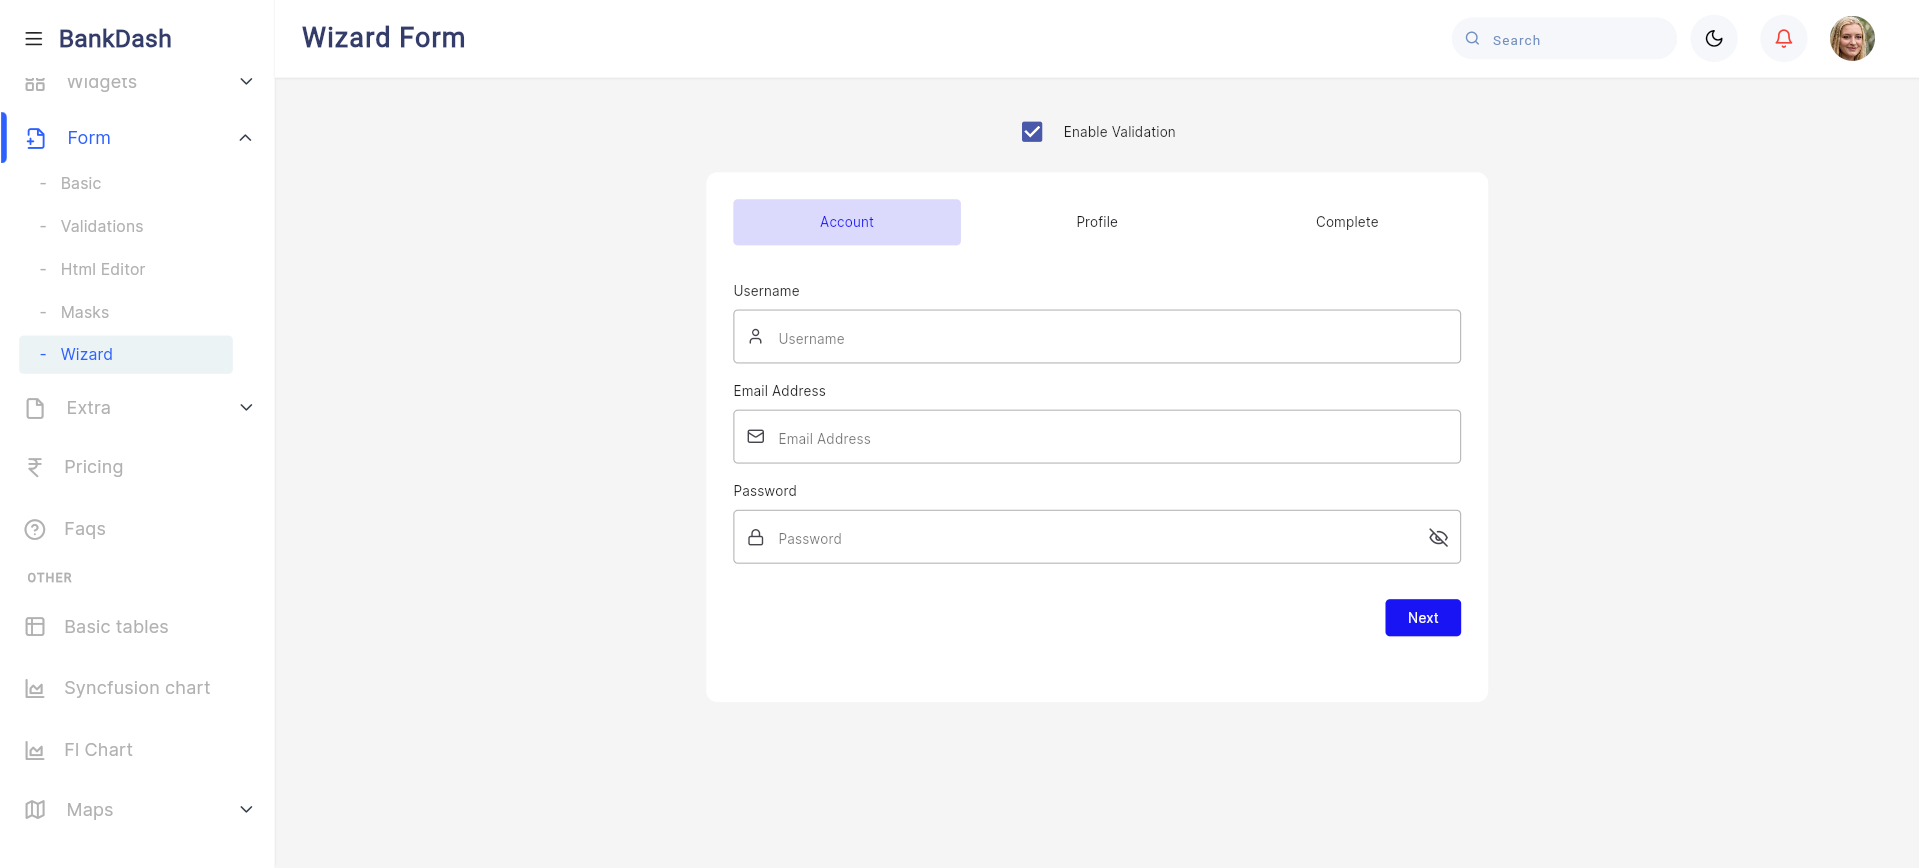 BankDash
Widgets
Form
- Basic
- Validations
- Html Editor
- Masks
- Wizard
Extra
Pricing
Faqs
OTHER
Basic tables
Syncfusion chart
Fl Chart
Maps
Wizard Form
Search
Enable Validation
Account Profile Complete
Username
Username
Email Address
Email Address
Password
Password
Next